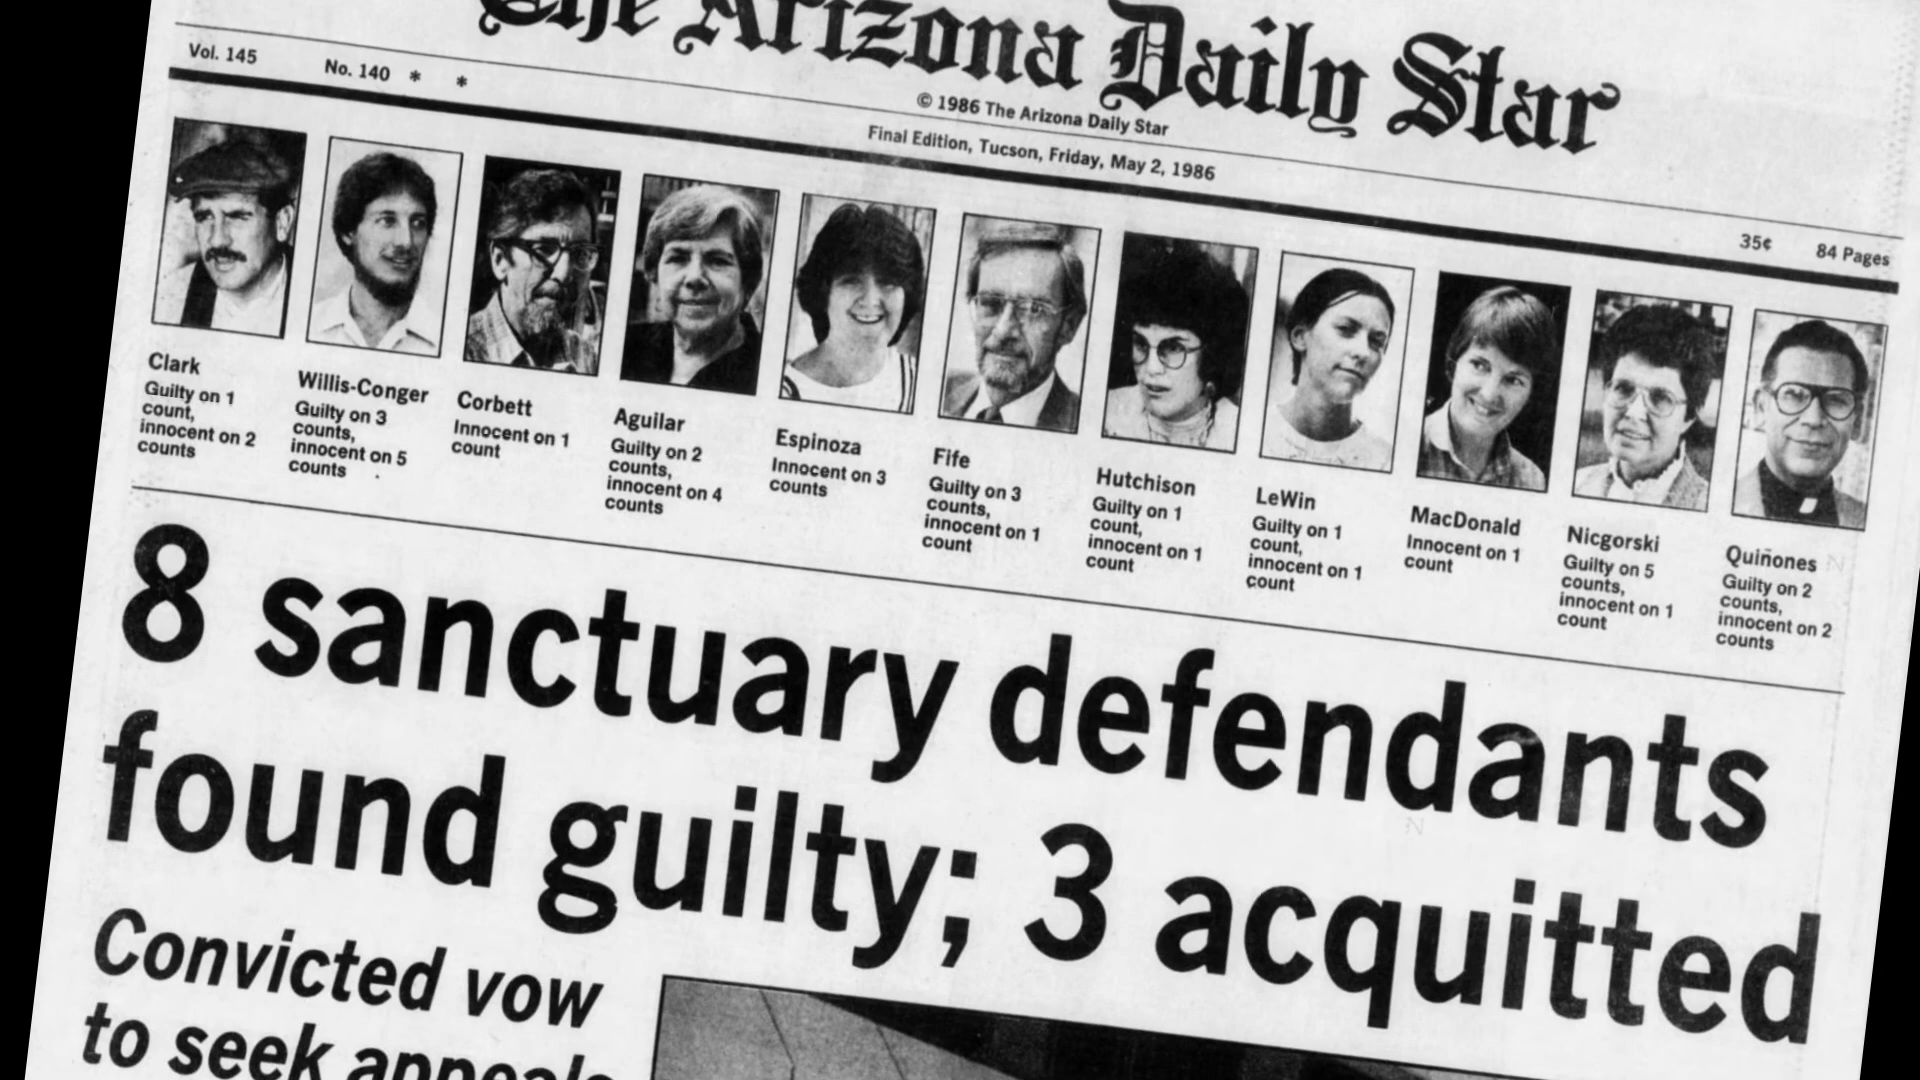 The Arizona Daily Star
Vol. 145 No. 140 * *
© 1986 The Arizona Daily Star
Final Edition, Tucson, Friday, May 2, 1986
35¢ 84 Pages
Clark
Guilty on 1
count,
innocent on 2
counts
Willis-Conger
Guilty on 3
counts,
innocent on 5
counts
Corbett
Innocent on 1
count
Aguilar
Guilty on 2
counts,
innocent on 4
counts
Espinoza
Innocent on 3
counts
Fife
Guilty on 3
counts,
innocent on 1
count
Hutchison
Guilty on 1
count,
innocent on 1
count
LeWin
Guilty on 1
count,
innocent on 1
count
MacDonald
Innocent on 1
count
Nicgorski
Guilty on 5
counts,
innocent on 1
count
Quiñones
Guilty on 2
counts,
innocent on 2
counts
8 sanctuary defendants
found guilty; 3 acquitted
Convicted vow
to seek appeals